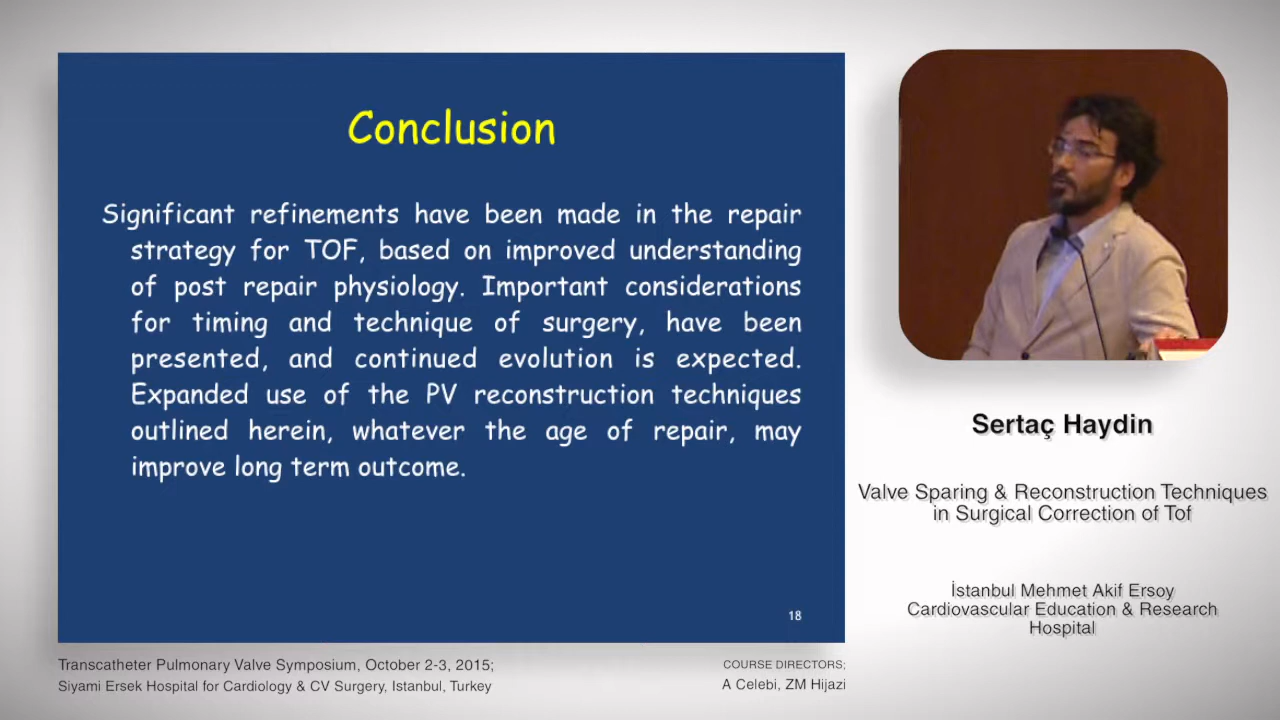 Conclusion
Significant refinements have been made in the repair
strategy for TOF, based on improved understanding
of post repair physiology. Important considerations
for timing and technique of surgery, have been
presented, and continued evolution is expected.
Expanded use of the PV reconstruction techniques
outlined herein, whatever the age of repair, may
improve long term outcome.
18
Sertaç Haydin
Valve Sparing & Reconstruction Techniques
in Surgical Correction of Tof
İstanbul Mehmet Akif Ersoy
Cardiovascular Education & Research
Hospital
Transcatheter Pulmonary Valve Symposium, October 2-3, 2015;
Siyami Ersek Hospital for Cardiology & CV Surgery, Istanbul, Turkey
COURSE DIRECTORS;
A Celebi, ZM Hijazi